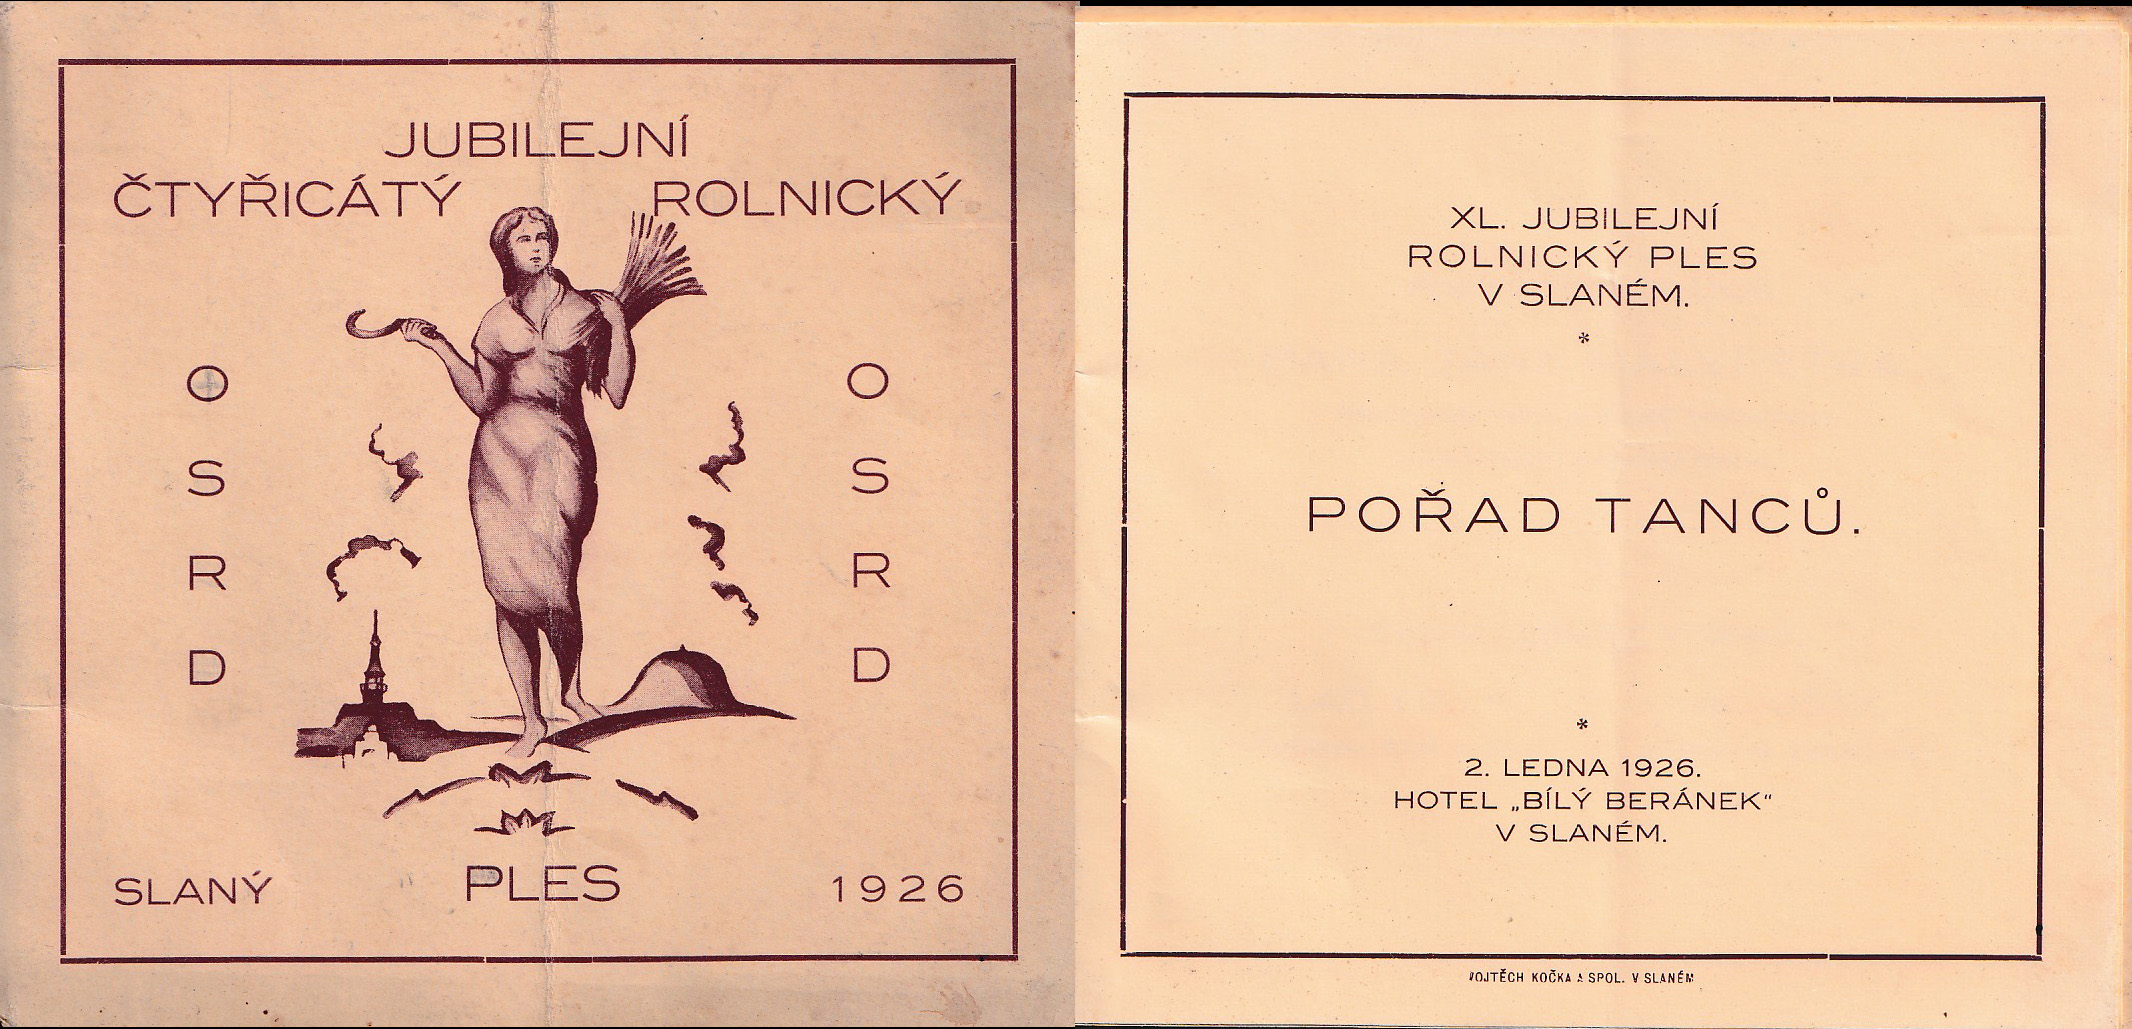 JUBILEJNÍ
ČTYŘICÁTÝ ROLNICKÝ
O
S
R
D
O
S
R
D
SLANÝ PLES 1926
XL. JUBILEJNÍ
ROLNICKÝ PLES
V SLANÉM.
*
POŘAD TANCŮ.
*
2. LEDNA 1926.
HOTEL „BÍLÝ BERÁNEK“
V SLANÉM.
VOJTĚCH KOČKA A SPOL. V SLANÉM